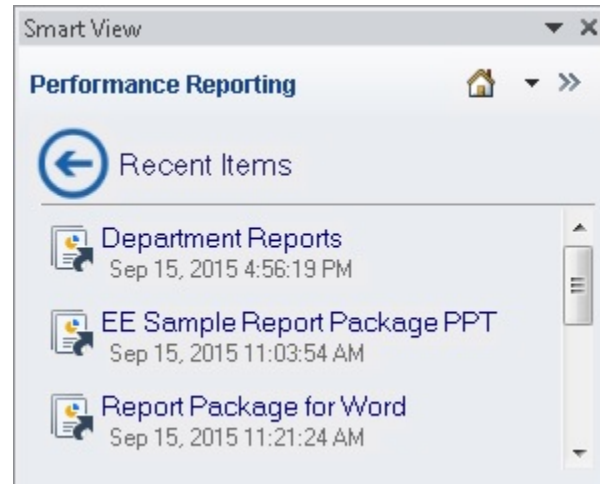 Smart View
Performance Reporting
Recent Items
Department Reports
Sep 15, 2015 4:56:19 PM
EE Sample Report Package PPT
Sep 15, 2015 11:03:54 AM
Report Package for Word
Sep 15, 2015 11:21:24 AM